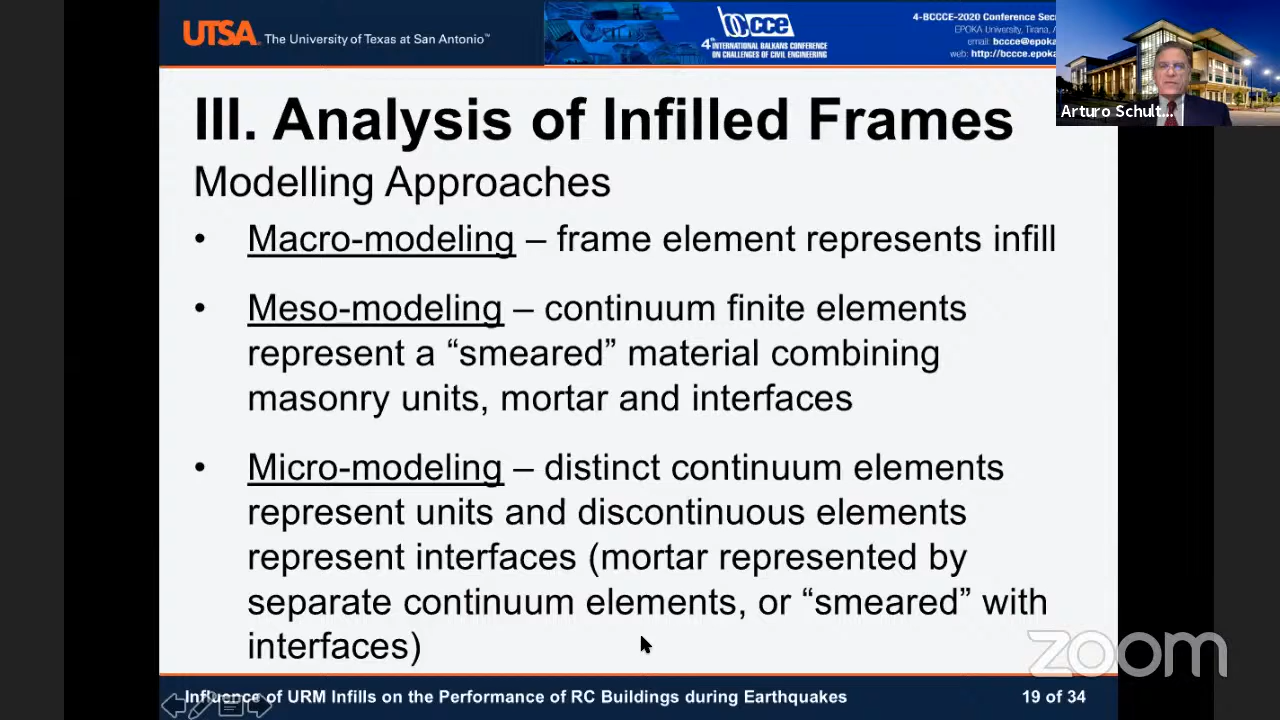 UTSA. The University of Texas at San Antonio™
bccce
4th INTERNATIONAL BALKANS CONFERENCE
ON CHALLENGES OF CIVIL ENGINEERING
4-BCCCE-2020 Conference Sec
EPOKA University, Tirana, A
email: bccce@epoka
web: http://bccce.epoka
Arturo Schult...
III. Analysis of Infilled Frames
Modelling Approaches
• Macro-modeling – frame element represents infill
• Meso-modeling – continuum finite elements
represent a “smeared” material combining
masonry units, mortar and interfaces
• Micro-modeling – distinct continuum elements
represent units and discontinuous elements
represent interfaces (mortar represented by
separate continuum elements, or “smeared” with
interfaces)
zoom
Influence of URM Infills on the Performance of RC Buildings during Earthquakes
19 of 34